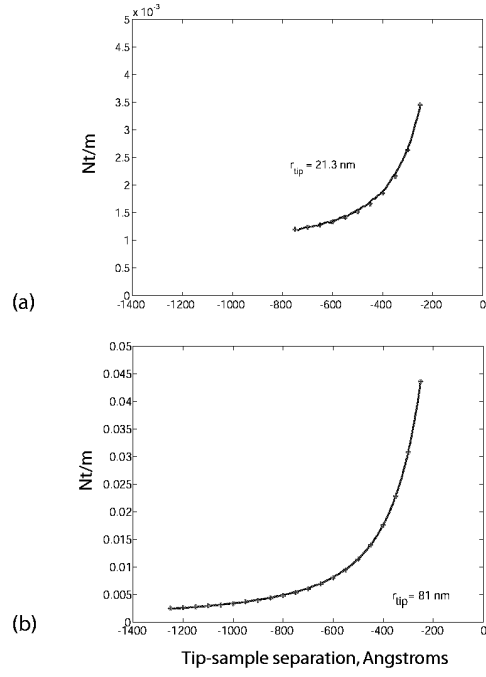 x 10⁻³
5
4.5
4
3.5
3
2.5
2
1.5
1
0.5
0
Nt/m
r tip = 21.3 nm
-1400 -1200 -1000 -800 -600 -400 -200 0
(a)
0.05
0.045
0.04
0.035
0.03
0.025
0.02
0.015
0.01
0.005
0
Nt/m
r tip = 81 nm
-1400 -1200 -1000 -800 -600 -400 -200 0
(b)
Tip-sample separation, Angstroms